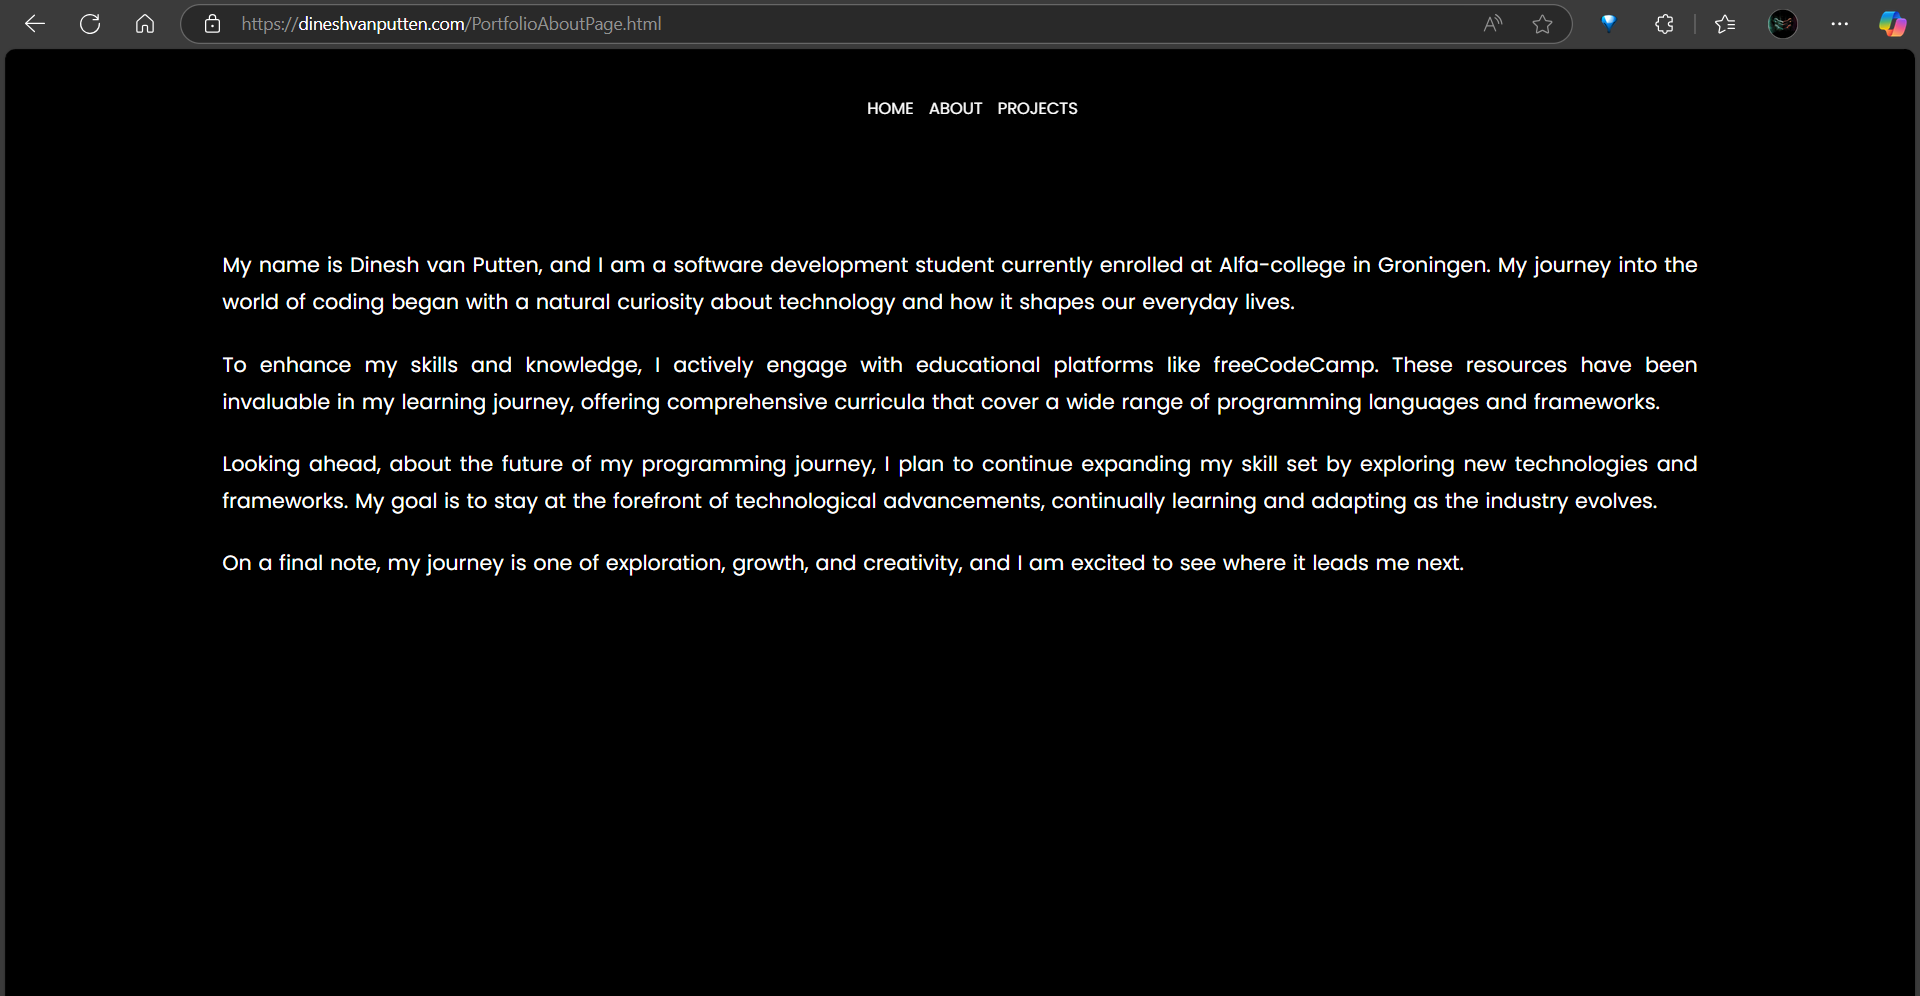 https://dineshvanputten.com/PortfolioAboutPage.html
HOME ABOUT PROJECTS
My name is Dinesh van Putten, and I am a software development student currently enrolled at Alfa-college in Groningen. My journey into the
world of coding began with a natural curiosity about technology and how it shapes our everyday lives.
To enhance my skills and knowledge, I actively engage with educational platforms like freeCodeCamp. These resources have been
invaluable in my learning journey, offering comprehensive curricula that cover a wide range of programming languages and frameworks.
Looking ahead, about the future of my programming journey, I plan to continue expanding my skill set by exploring new technologies and
frameworks. My goal is to stay at the forefront of technological advancements, continually learning and adapting as the industry evolves.
On a final note, my journey is one of exploration, growth, and creativity, and I am excited to see where it leads me next.